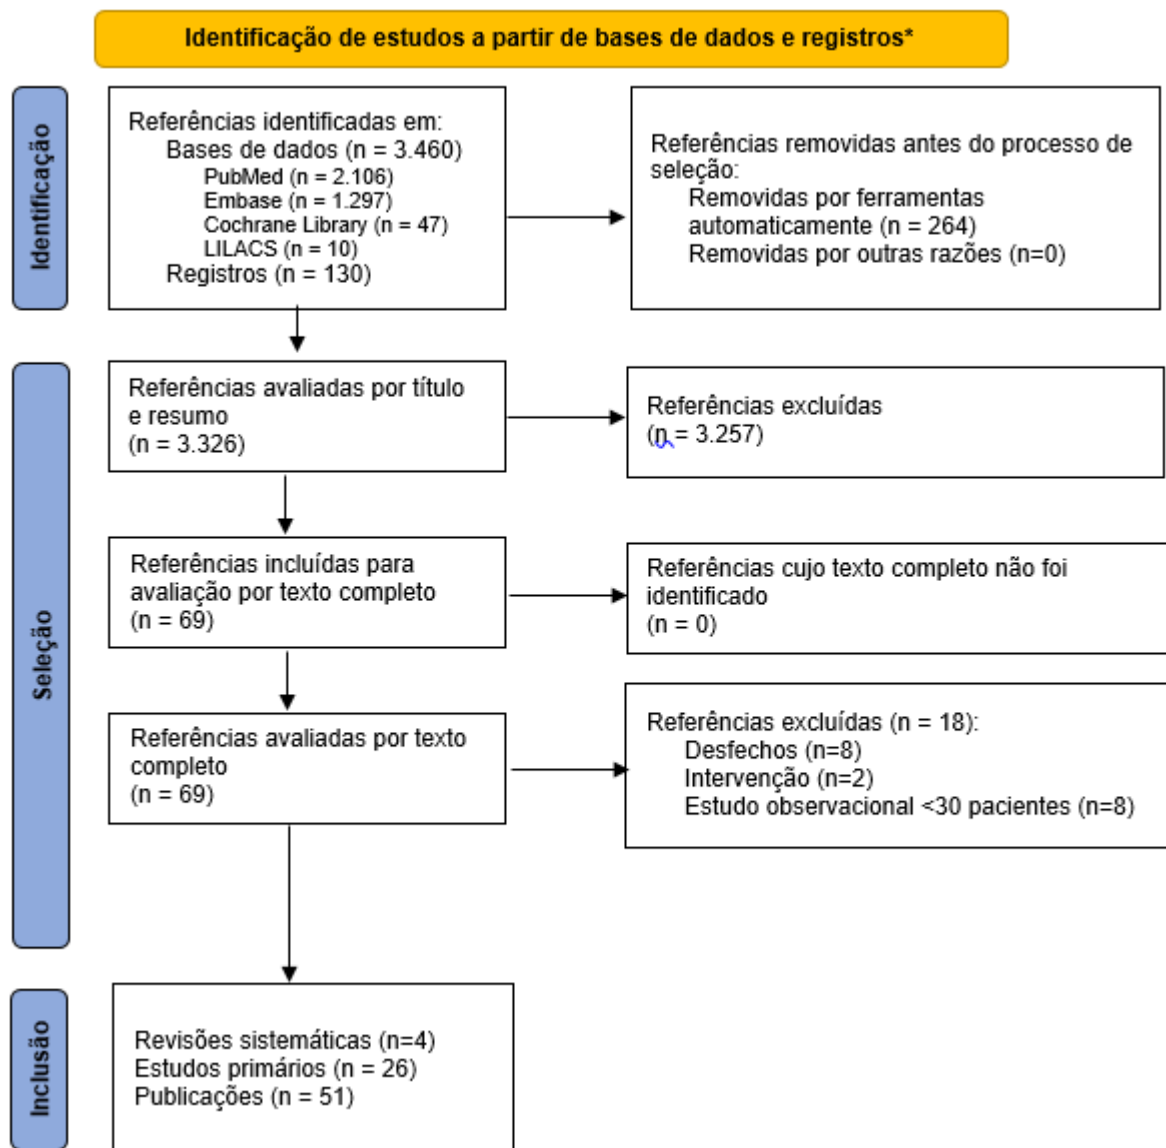 Identificação de estudos a partir de bases de dados e registros*
Identificação
Referências identificadas em:
Bases de dados (n = 3.460)
PubMed (n = 2.106)
Embase (n = 1.297)
Cochrane Library (n = 47)
LILACS (n = 10)
Registros (n = 130)
Referências removidas antes do processo de
seleção:
Removidas por ferramentas
automaticamente (n = 264)
Removidas por outras razões (n=0)
Seleção
Referências avaliadas por título
e resumo
(n = 3.326)
Referências excluídas
(n = 3.257)
Referências incluídas para
avaliação por texto completo
(n = 69)
Referências cujo texto completo não foi
identificado
(n = 0)
Referências avaliadas por texto
completo
(n = 69)
Referências excluídas (n = 18):
Desfechos (n=8)
Intervenção (n=2)
Estudo observacional <30 pacientes (n=8)
Inclusão
Revisões sistemáticas (n=4)
Estudos primários (n = 26)
Publicações (n = 51)